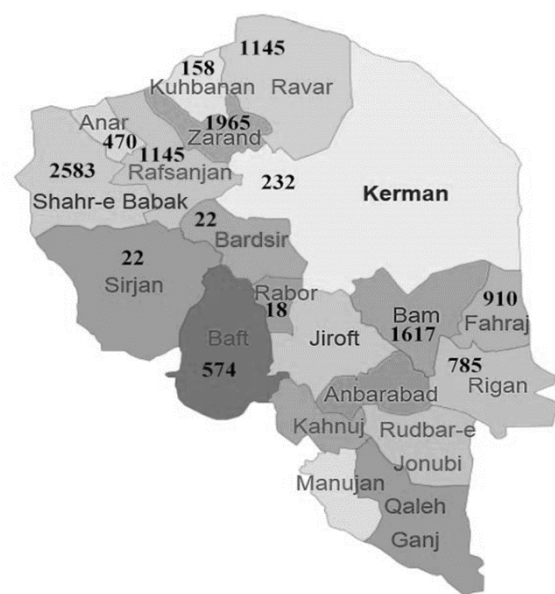 1145
Ravar
158
Kuhbanan
1965
Zarand
Anar
470
1145
Rafsanjan
2583
Shahr-e Babak
232
Kerman
22
Bardsir
22
Sirjan
Rabor
18
Baft
574
Jiroft
Bam
1617
910
Fahraj
785
Rigan
Anbarabad
Kahnuj
Rudbar-e
Jonubi
Manujan
Qaleh
Ganj